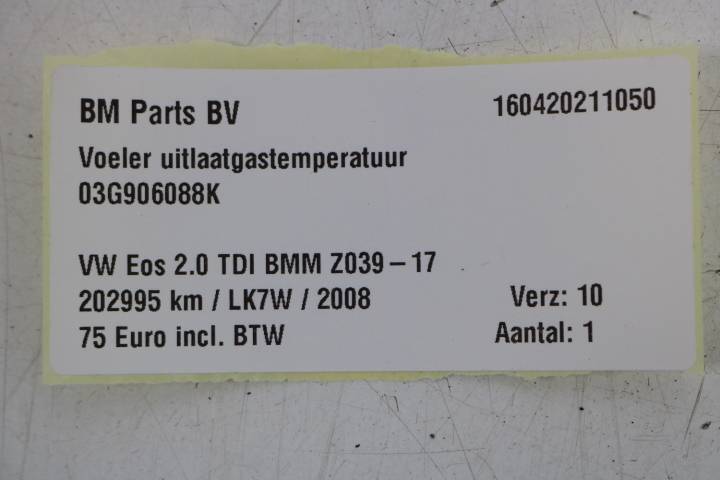 BM Parts BV 160420211050
Voeler uitlaatgastemperatuur
03G906088K
VW Eos 2.0 TDI BMM Z039-17
202995 km / LK7W / 2008 Verz: 10
75 Euro incl. BTW Aantal: 1